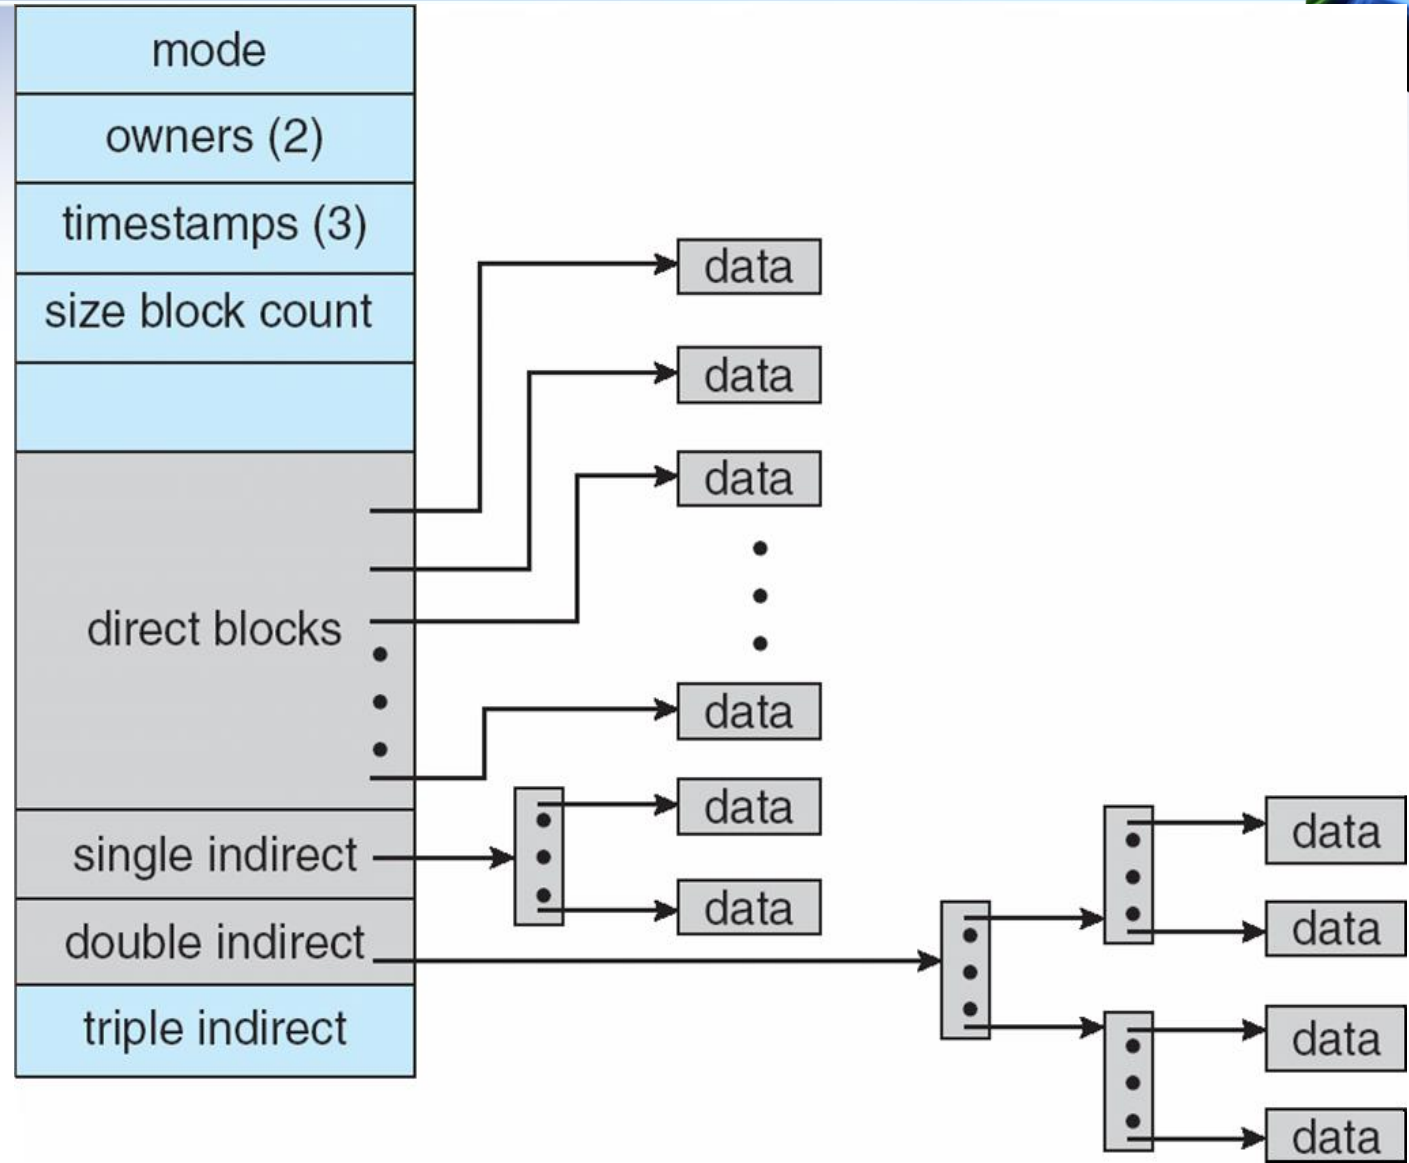 mode
owners (2)
timestamps (3)
size block count
direct blocks
single indirect
double indirect
triple indirect
data
data
data
data
data
data
data
data
data
data